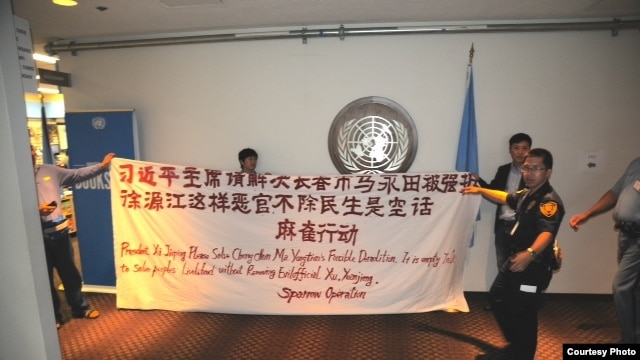 BOOKS
习近平主席请解决长春市马永田被强拆
徐源江这样恶官不除民生是空话
麻雀行动
President Xi Jinping Please Solve Chang Chun Ma Yongtian's Forcible Demolition. It is empty Talk
to solve peoples livelihood without Removing Evil official Xu, Yuanjiang.
Sparrow Operation
Courtesy Photo